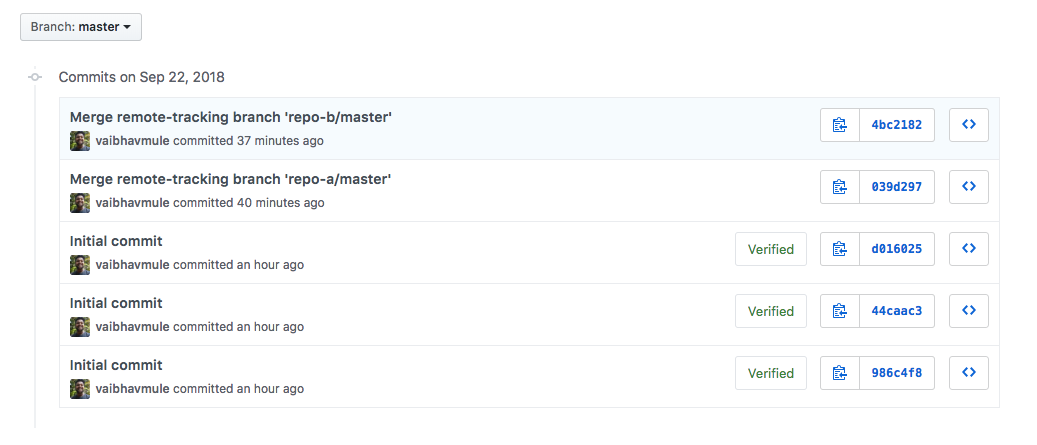 Branch: master
Commits on Sep 22, 2018
Merge remote-tracking branch 'repo-b/master'
vaibhavmule committed 37 minutes ago
4bc2182
Merge remote-tracking branch 'repo-a/master'
vaibhavmule committed 40 minutes ago
039d297
Initial commit
vaibhavmule committed an hour ago
Verified
d016025
Initial commit
vaibhavmule committed an hour ago
Verified
44caac3
Initial commit
vaibhavmule committed an hour ago
Verified
986c4f8